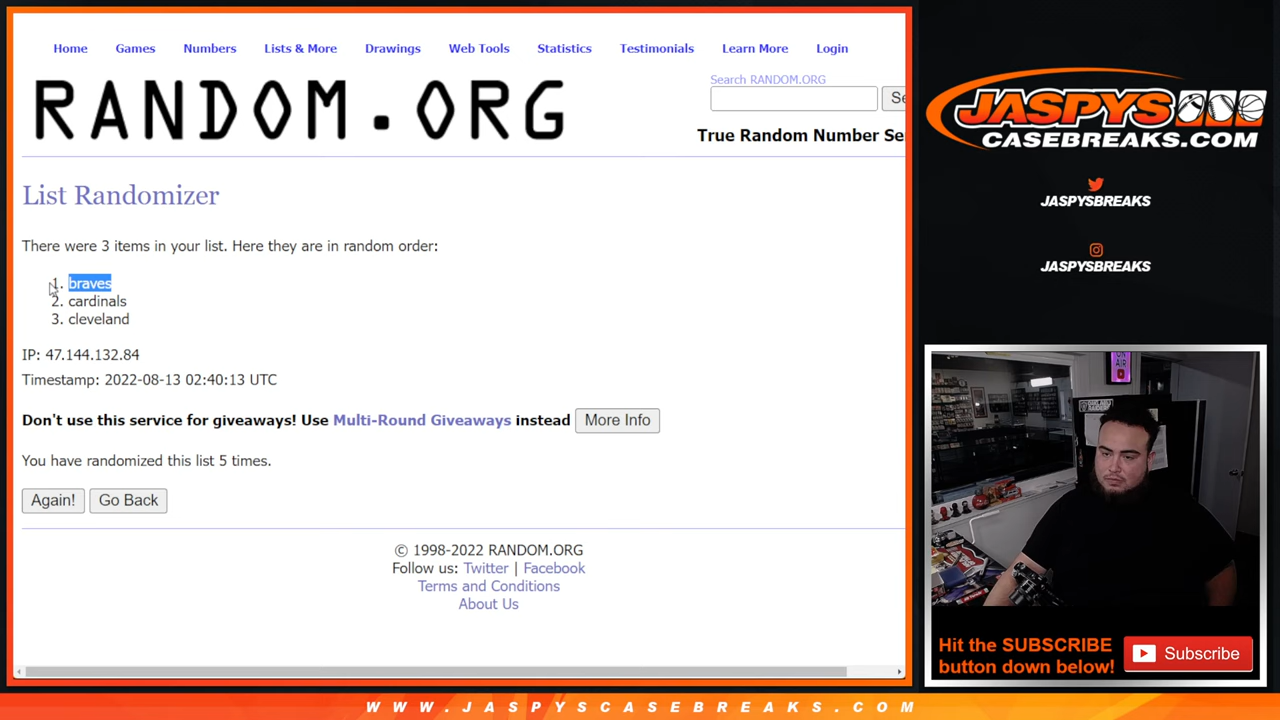 Home Games Numbers Lists & More Drawings Web Tools Statistics Testimonials Learn More Login
Search RANDOM.ORG
RANDOM.ORG
Se
True Random Number Se
List Randomizer
There were 3 items in your list. Here they are in random order:
1. braves
2. cardinals
3. cleveland
IP: 47.144.132.84
Timestamp: 2022-08-13 02:40:13 UTC
Don't use this service for giveaways! Use Multi-Round Giveaways instead More Info
You have randomized this list 5 times.
Again! Go Back
© 1998-2022 RANDOM.ORG
Follow us: Twitter | Facebook
Terms and Conditions
About Us
JASPYS
CASEBREAKS.COM
JASPYSBREAKS
JASPYSBREAKS
ON
AIR
Hit the SUBSCRIBE
button down below!
Subscribe
WWW.JASPYSCASEBREAKS.COM